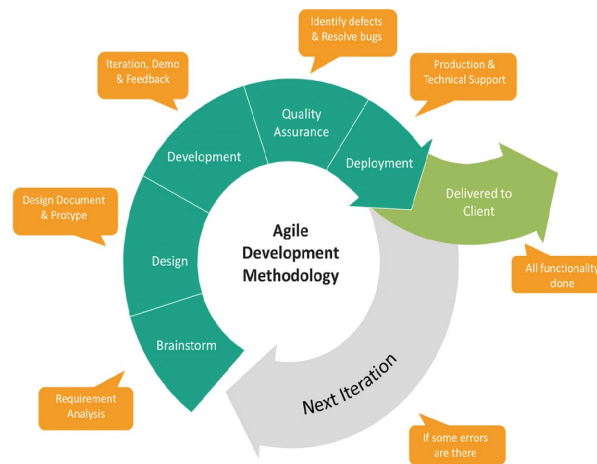 Identify defects
& Resolve bugs
Iteration, Demo
& Feedback
Production &
Technical Support
Quality
Assurance
Development
Deployment
Delivered to
Client
Design Document
& Protype
Agile
Development
Methodology
Design
All functionality
done
Brainstorm
Next Iteration
Requirement
Analysis
If some errors
are there